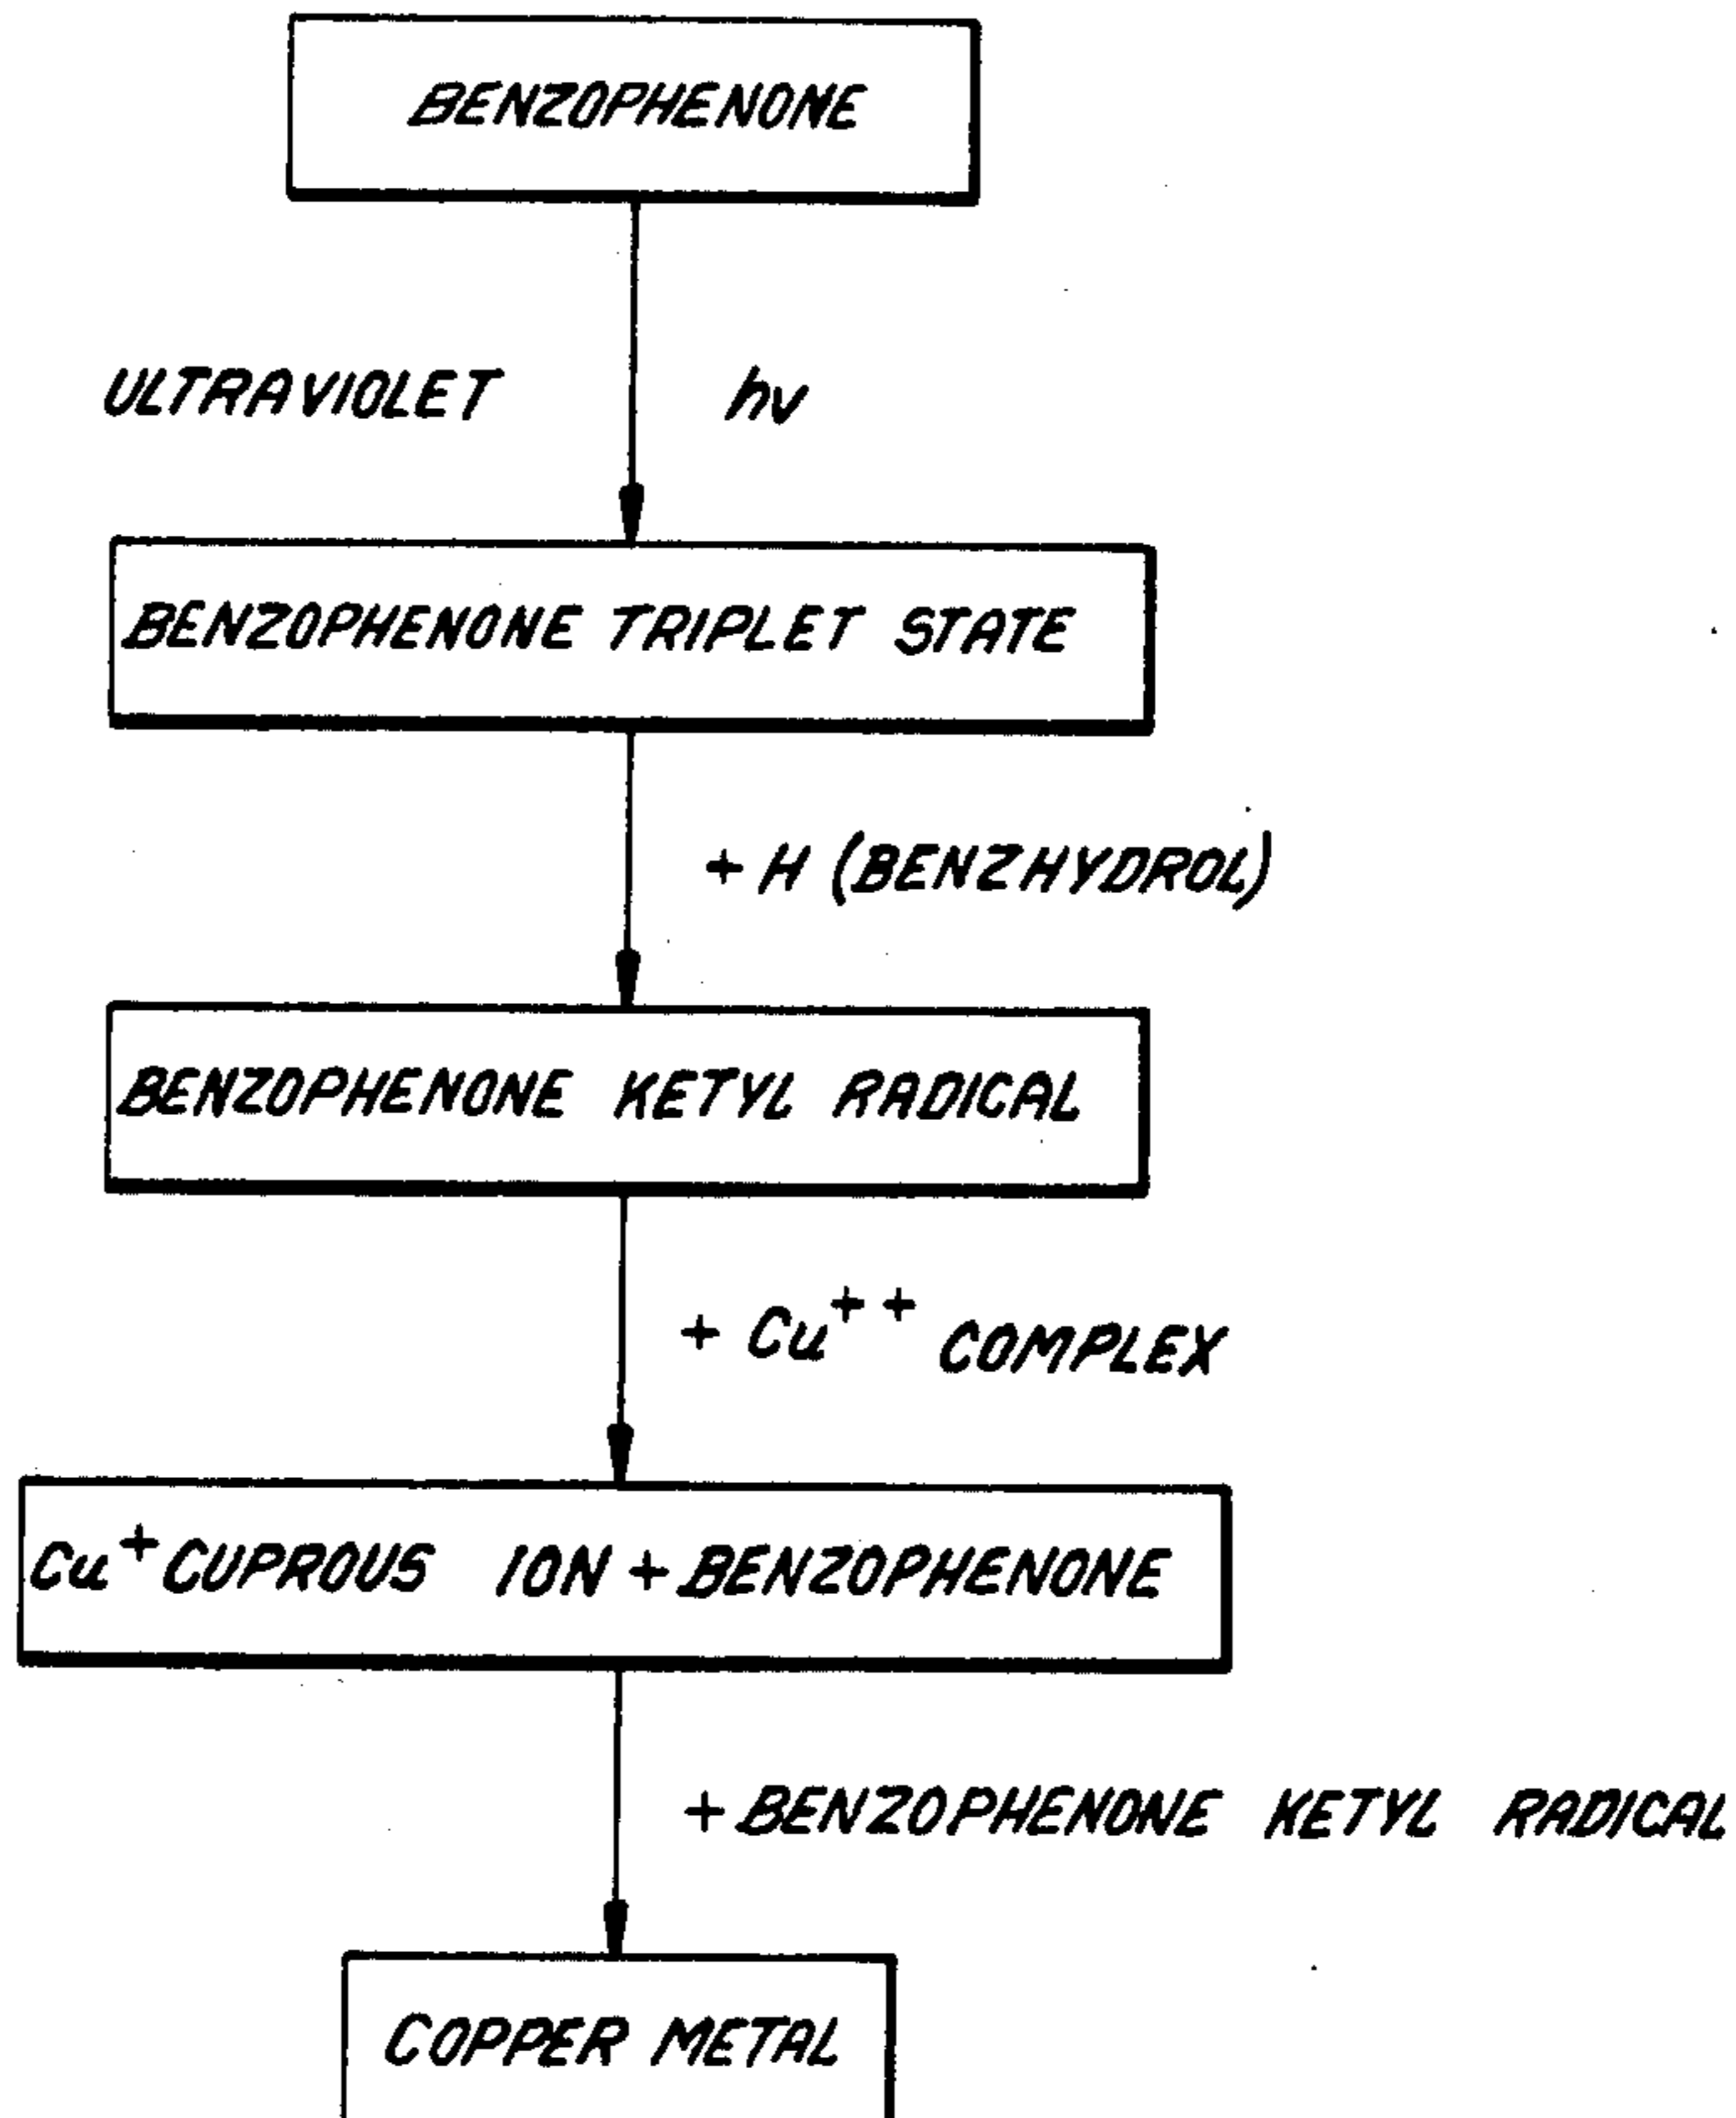 BENZOPHENONE
ULTRAVIOLET hν
BENZOPHENONE TRIPLET STATE
+ H (BENZHYDROL)
BENZOPHENONE KETYL RADICAL
+ Cu++ COMPLEX
Cu+ CUPROUS ION + BENZOPHENONE
+ BENZOPHENONE KETYL RADICAL
COPPER METAL